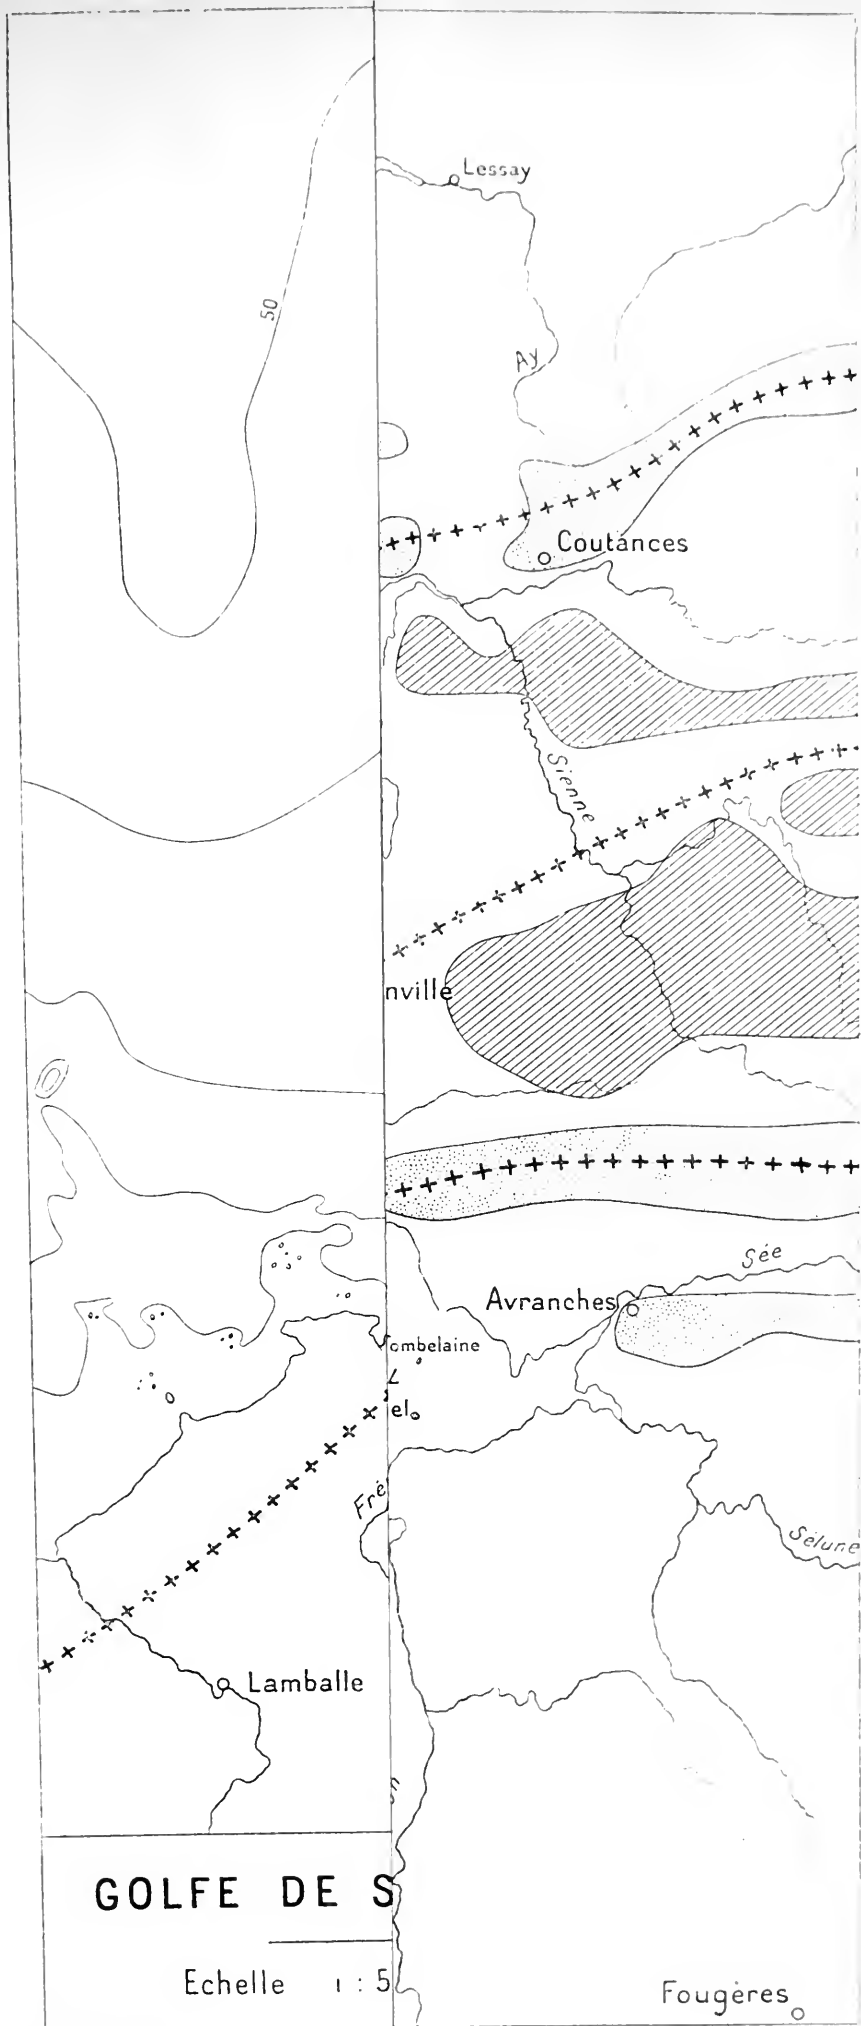 Lessay
50
Ay
Coutances
Sienne
nville
Sée
Avranches
ombelaine
el
Fré
Sélune
Lamballe
GOLFE DE S
Echelle 1 : 5
Fougères